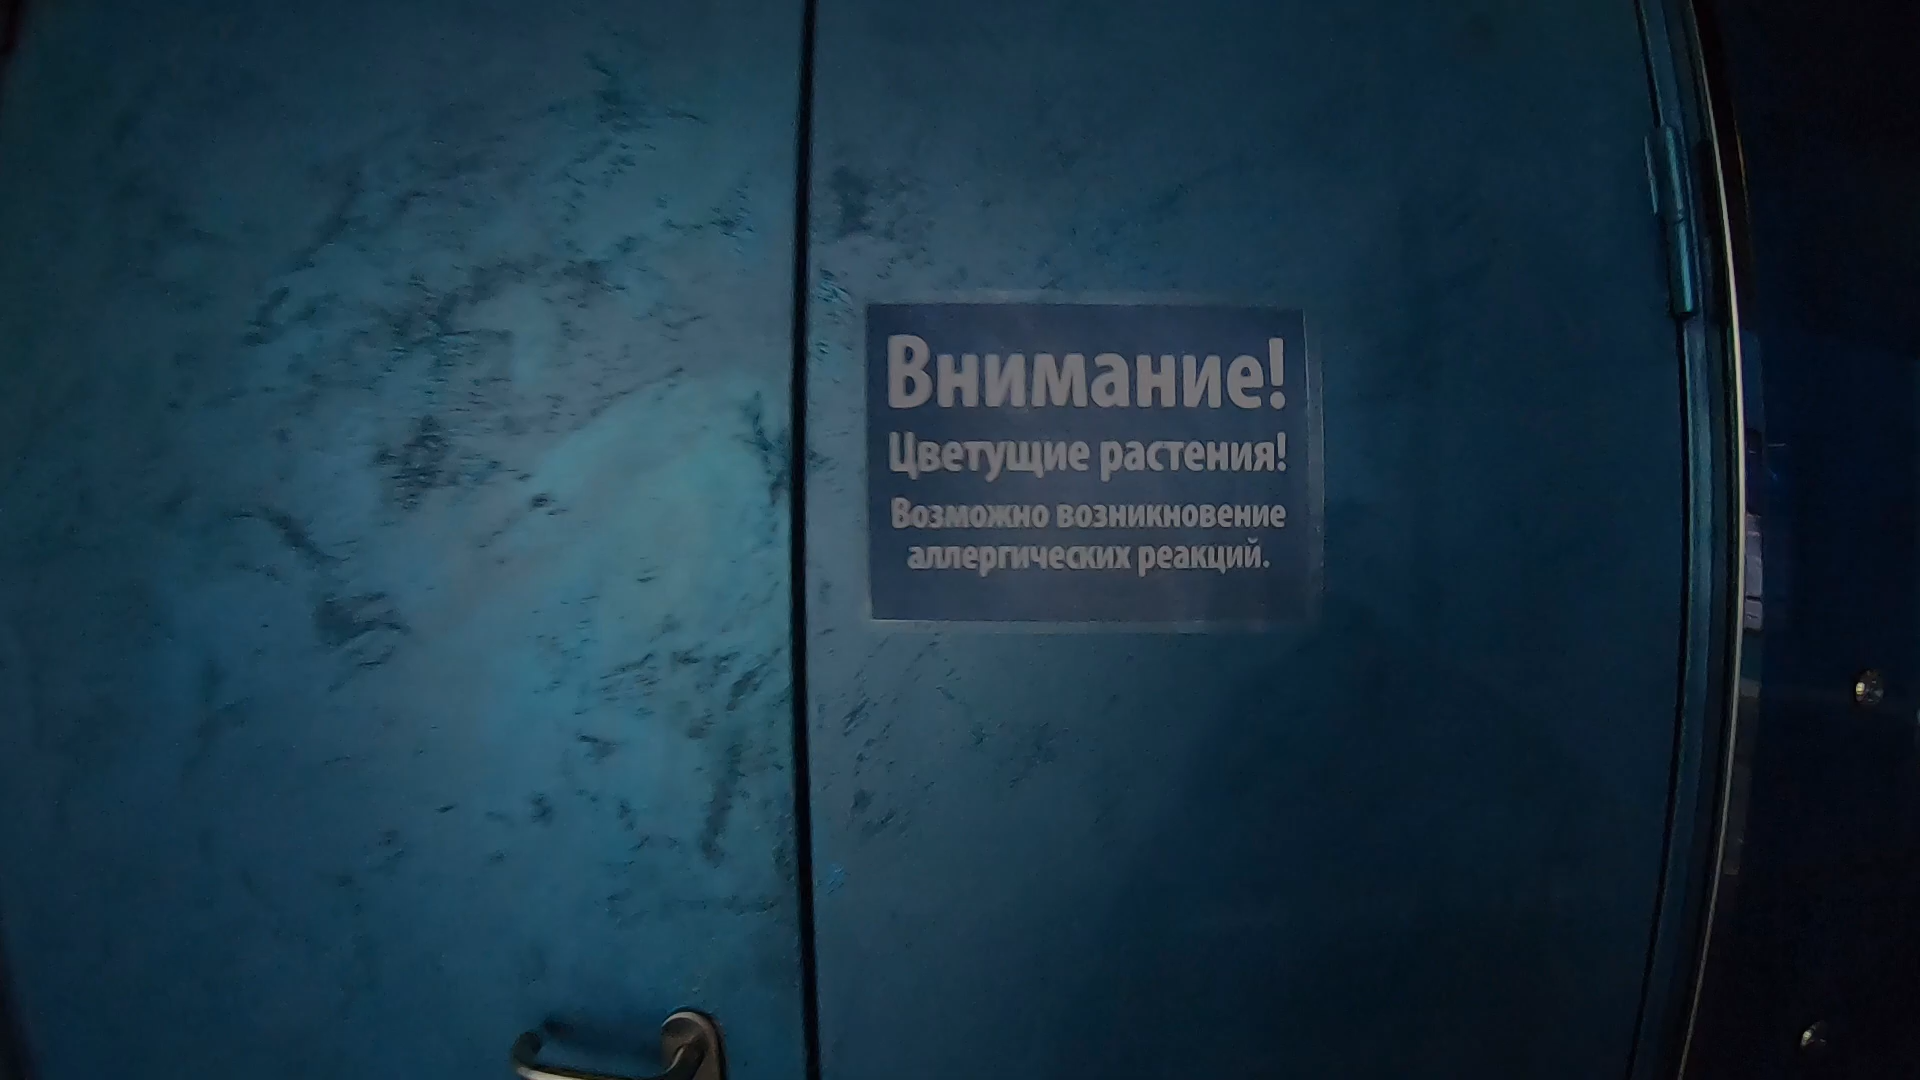 Внимание!
Цветущие растения!
Возможно возникновение
аллергических реакций.